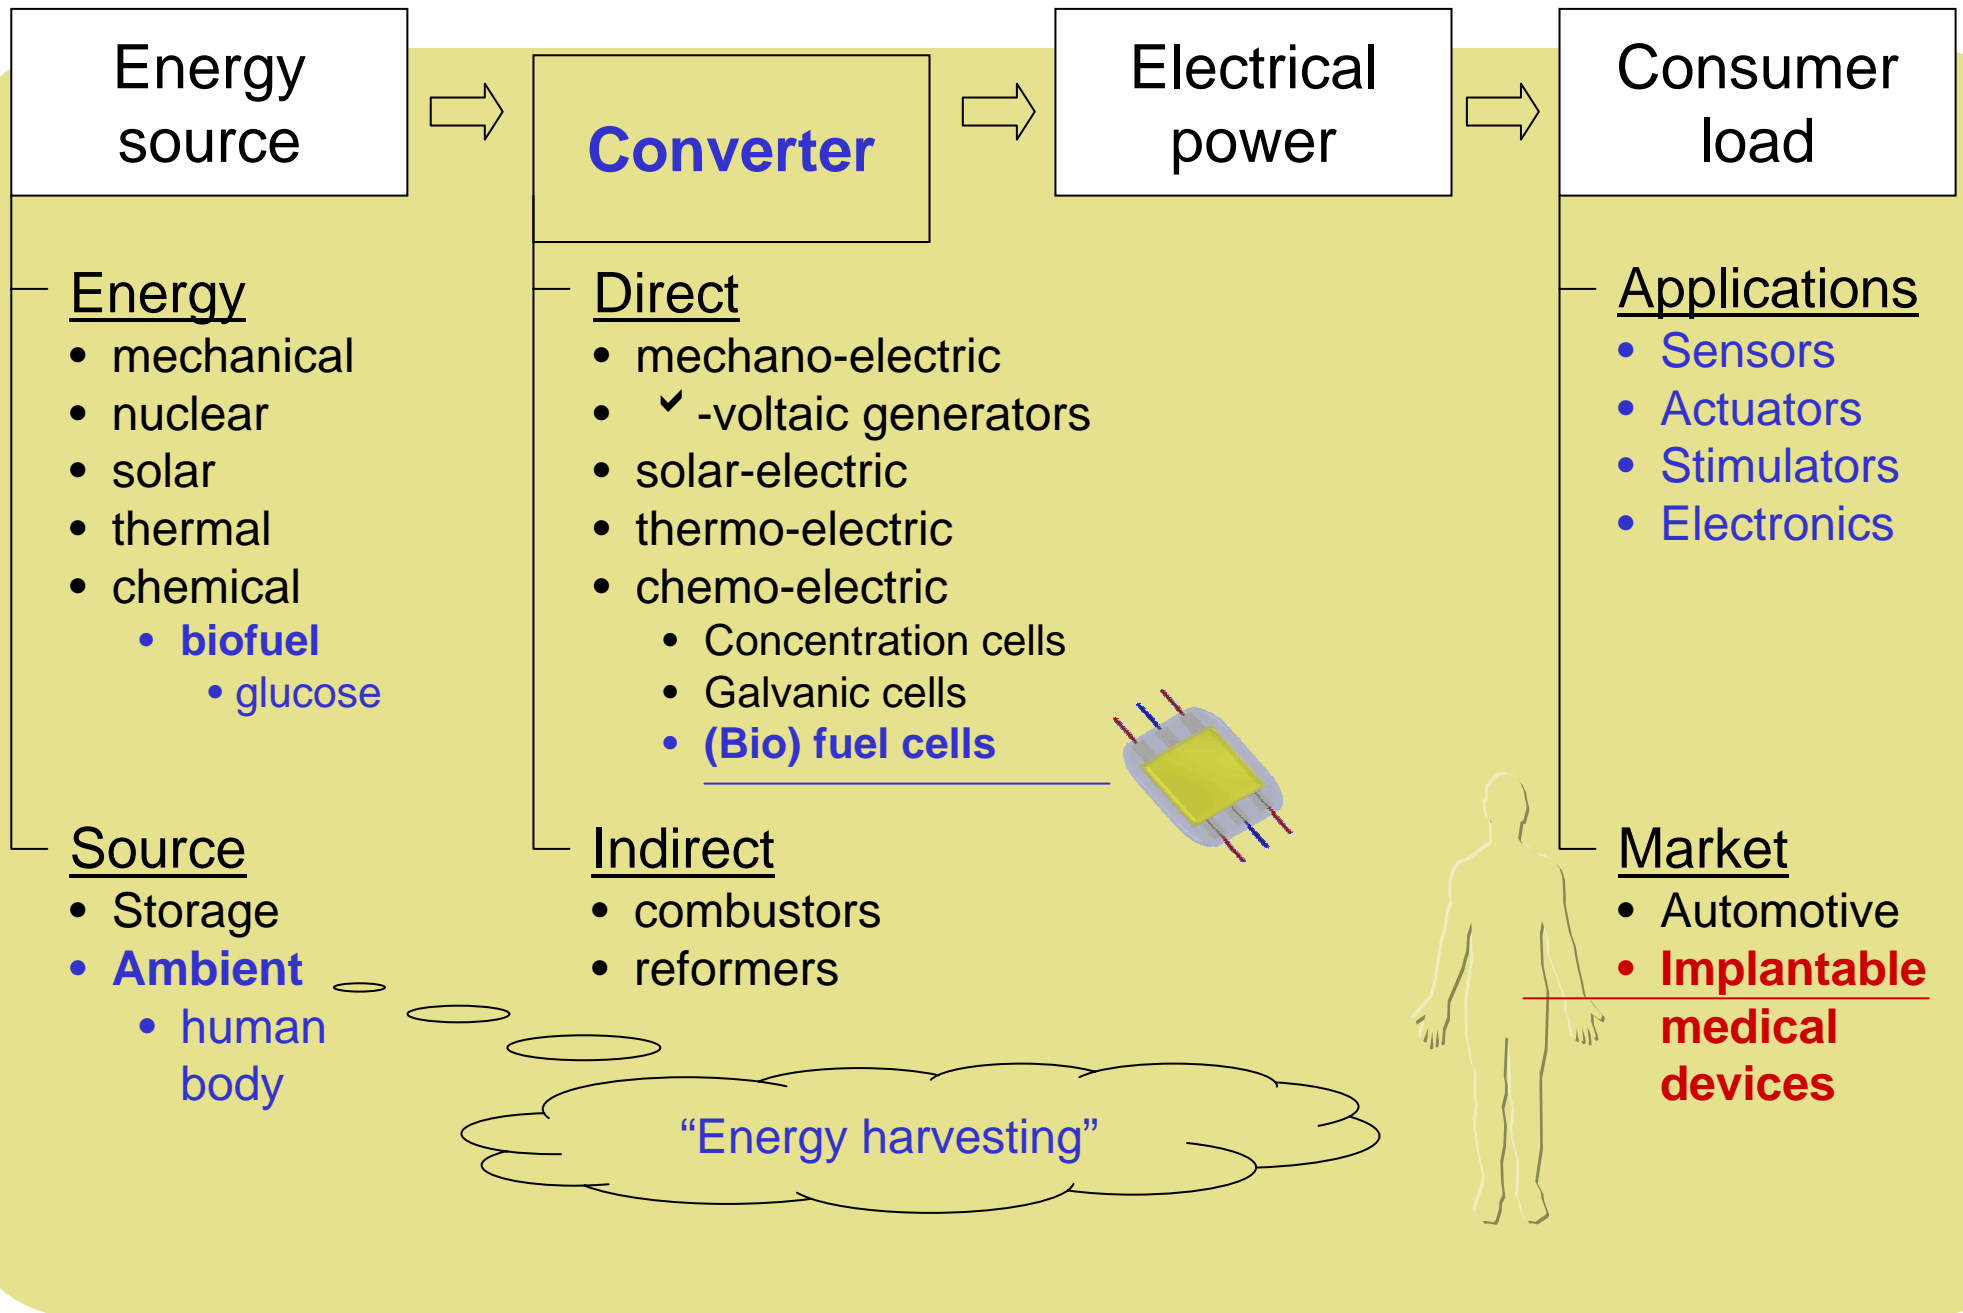 Energy
source
Converter
Electrical
power
Consumer
load
Energy
• mechanical
• nuclear
• solar
• thermal
• chemical
• biofuel
• glucose
Source
• Storage
• Ambient
• human
body
Direct
• mechano-electric
• -voltaic generators
• solar-electric
• thermo-electric
• chemo-electric
• Concentration cells
• Galvanic cells
• (Bio) fuel cells
Indirect
• combustors
• reformers
“Energy harvesting”
Applications
• Sensors
• Actuators
• Stimulators
• Electronics
Market
• Automotive
• Implantable
medical
devices